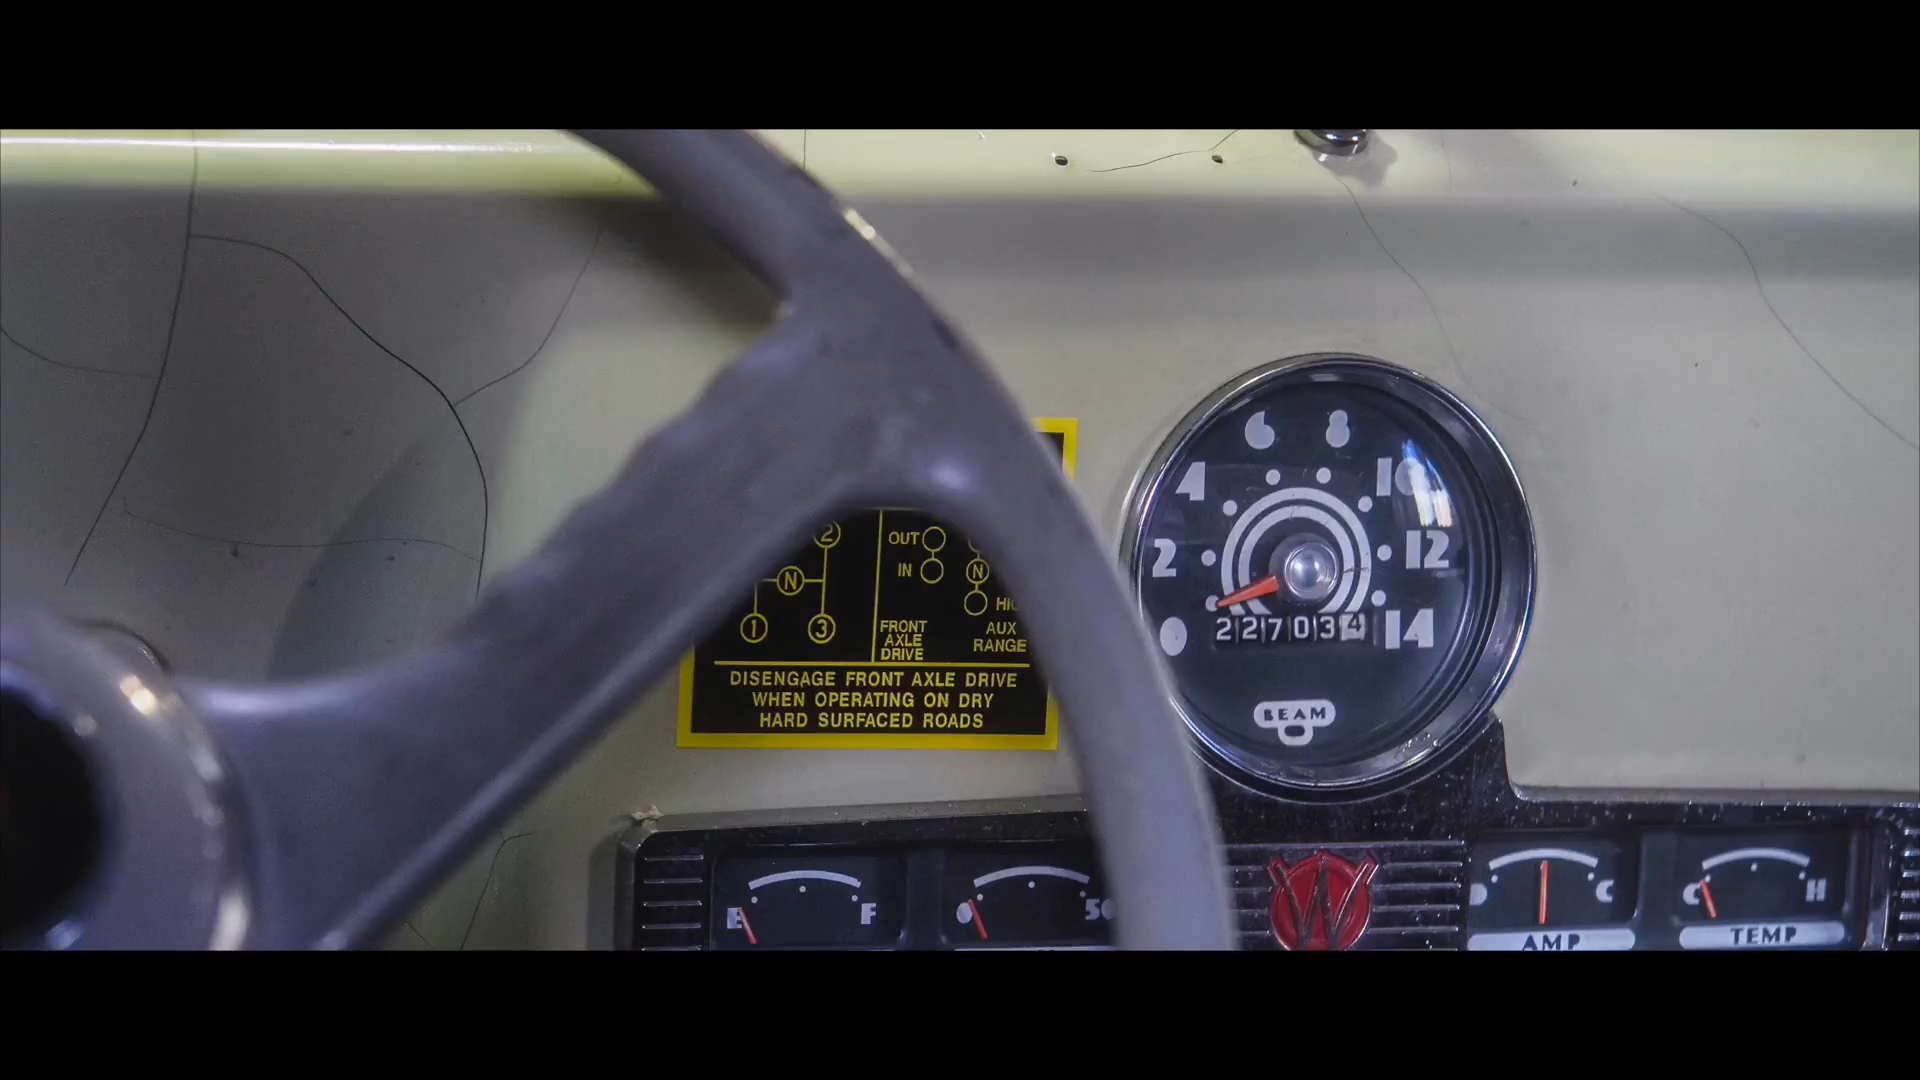 6 8
4 10
2 12
0 14
227034
BEAM
2
N
1 3
OUT
IN
N
FRONT
AXLE
DRIVE
AUX
RANGE
DISENGAGE FRONT AXLE DRIVE
WHEN OPERATING ON DRY
HARD SURFACED ROADS
E F
0
W
C
AMP
C H
TEMP